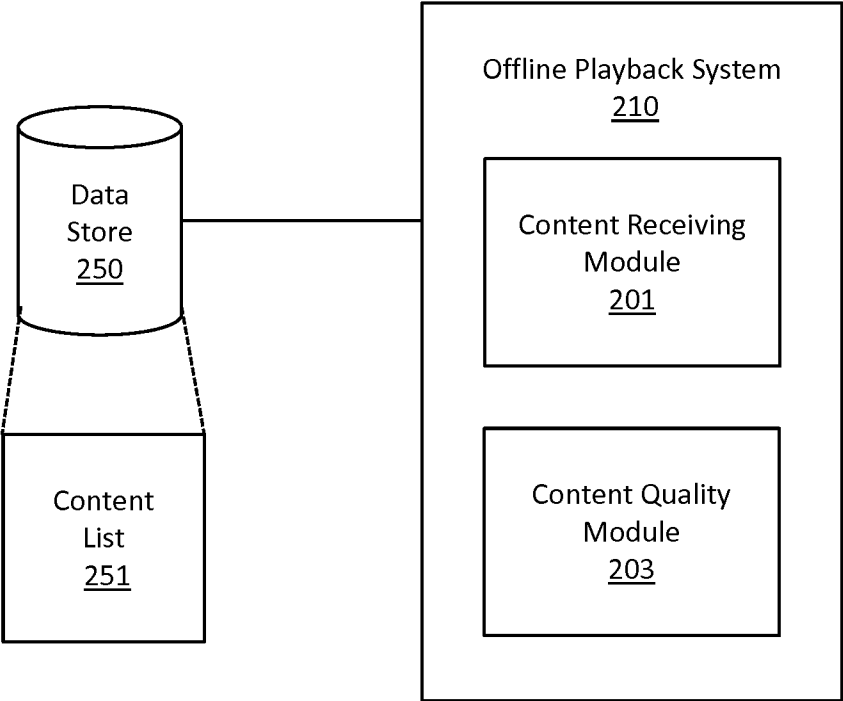 Offline Playback System
210
Data
Store
250
Content Receiving
Module
201
Content List
251
Content Quality
Module
203